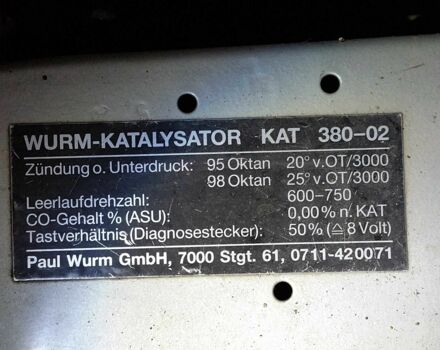 WURM-KATALYSATOR KAT 380-02
Zündung o. Unterdruck: 95 Oktan 20° v. OT/3000
98 Oktan 25° v. OT/3000
Leerlaufdrehzahl: 600-750
CO-Gehalt % (ASU): 0,00 % n. KAT
Tastverhältnis (Diagnosestecker): 50 % (≙ 8 Volt)
Paul Wurm GmbH, 7000 Stgt. 61, 0711-420071